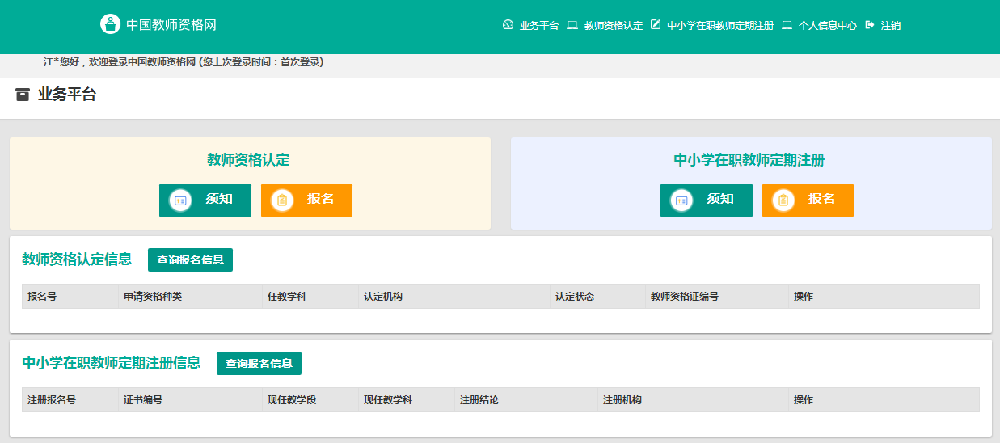 中国教师资格网
业务平台 教师资格认定 中小学在职教师定期注册 个人信息中心 注销
江*您好，欢迎登录中国教师资格网 (您上次登录时间：首次登录)
业务平台
教师资格认定
须知 报名
中小学在职教师定期注册
须知 报名
教师资格认定信息 查询报名信息
报名号 申请资格种类 任教学科 认定机构 认定状态 教师资格证编号 操作
中小学在职教师定期注册信息 查询报名信息
注册报名号 证书编号 现任教学段 现任教学科 注册结论 注册机构 操作